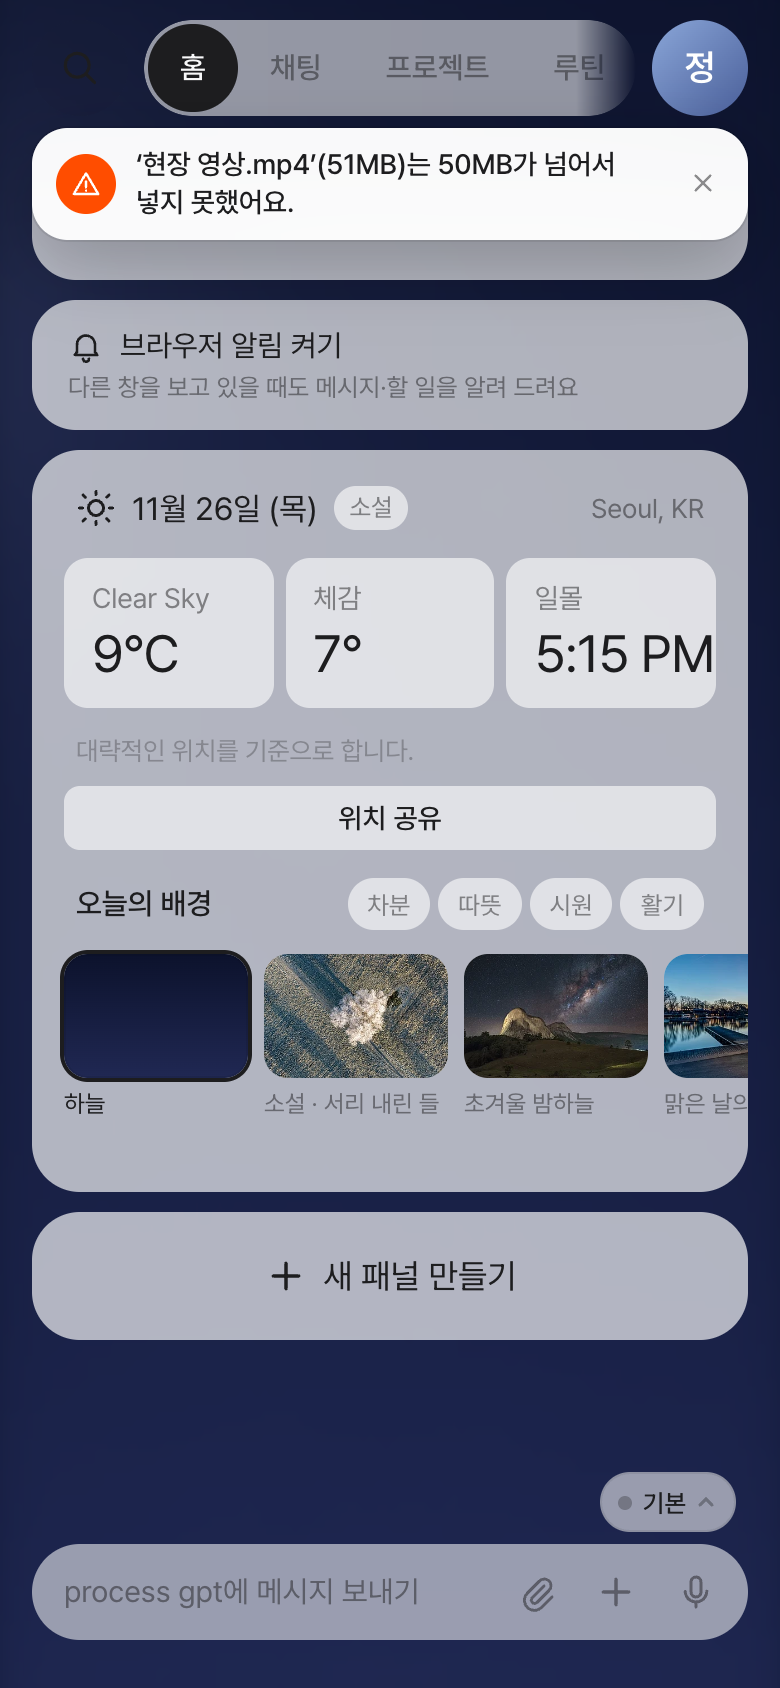 홈 채팅 프로젝트 루틴 정
‘현장 영상.mp4’(51MB)는 50MB가 넘어서
넣지 못했어요.
브라우저 알림 켜기
다른 창을 보고 있을 때도 메시지·할 일을 알려 드려요
11월 26일 (목) 소설 Seoul, KR
Clear Sky 체감 일몰
9°C 7° 5:15 PM
대략적인 위치를 기준으로 합니다.
위치 공유
오늘의 배경 차분 따뜻 시원 활기
하늘 소설 · 서리 내린 들 초겨울 밤하늘 맑은 날의
새 패널 만들기
기본
process gpt에 메시지 보내기